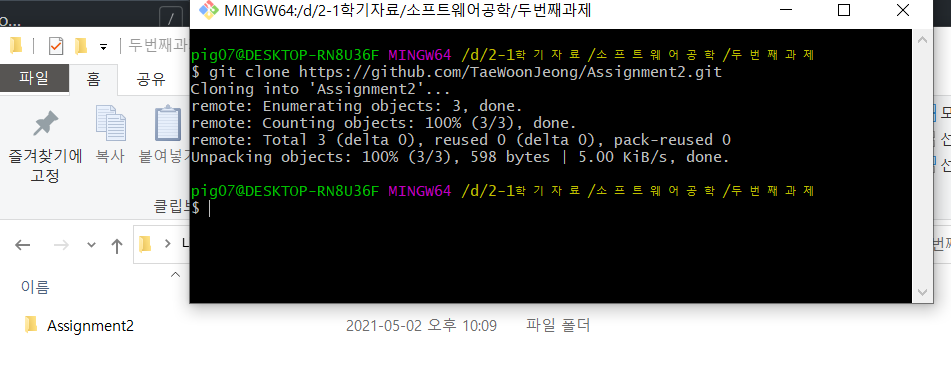 o...
/
MINGW64:/d/2-1학기자료/소프트웨어공학/두번째과제
두번째과
파일 홈 공유
즐겨찾기에
고정
복사
붙여넣기
클립보
이름
Assignment2 2021-05-02 오후 10:09 파일 폴더
pig07@DESKTOP-RN8U36F MINGW64 /d/2-1학기자료/소프트웨어공학/두번째과제
$ git clone https://github.com/TaeWoonJeong/Assignment2.git
Cloning into 'Assignment2'...
remote: Enumerating objects: 3, done.
remote: Counting objects: 100% (3/3), done.
remote: Total 3 (delta 0), reused 0 (delta 0), pack-reused 0
Unpacking objects: 100% (3/3), 598 bytes | 5.00 KiB/s, done.
pig07@DESKTOP-RN8U36F MINGW64 /d/2-1학기자료/소프트웨어공학/두번째과제
$